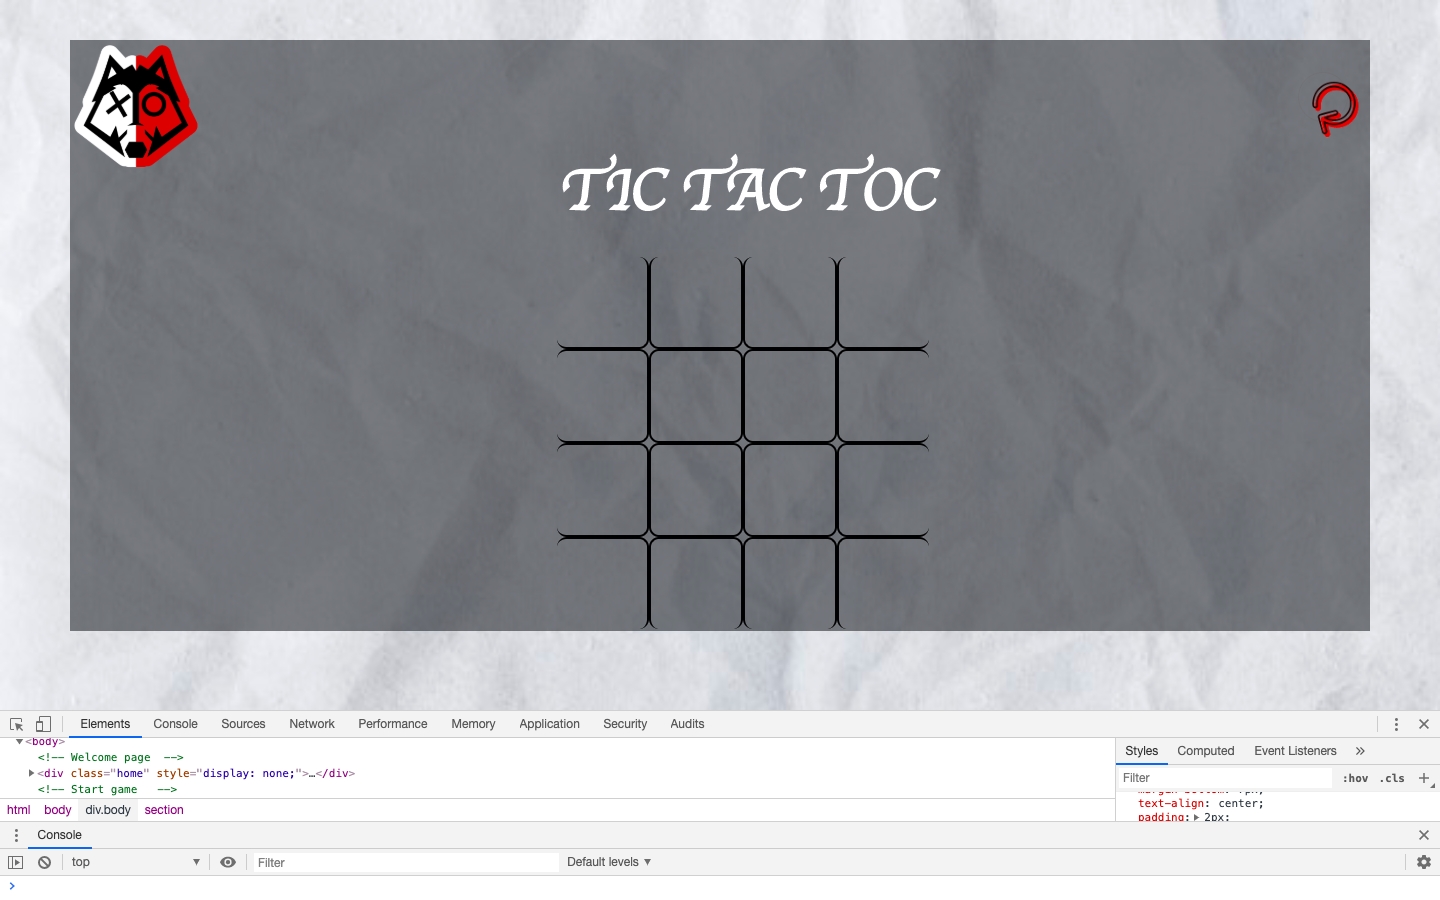 TIC TAC TOC
Elements Console Sources Network Performance Memory Application Security Audits
<body>
<!-- Welcome page -->
<div class="home" style="display: none;">…</div>
<!-- Start game -->
html body div.body section
Styles Computed Event Listeners »
Filter :hov .cls +
text-align: center;
padding: 2px;
Console
top Filter Default levels